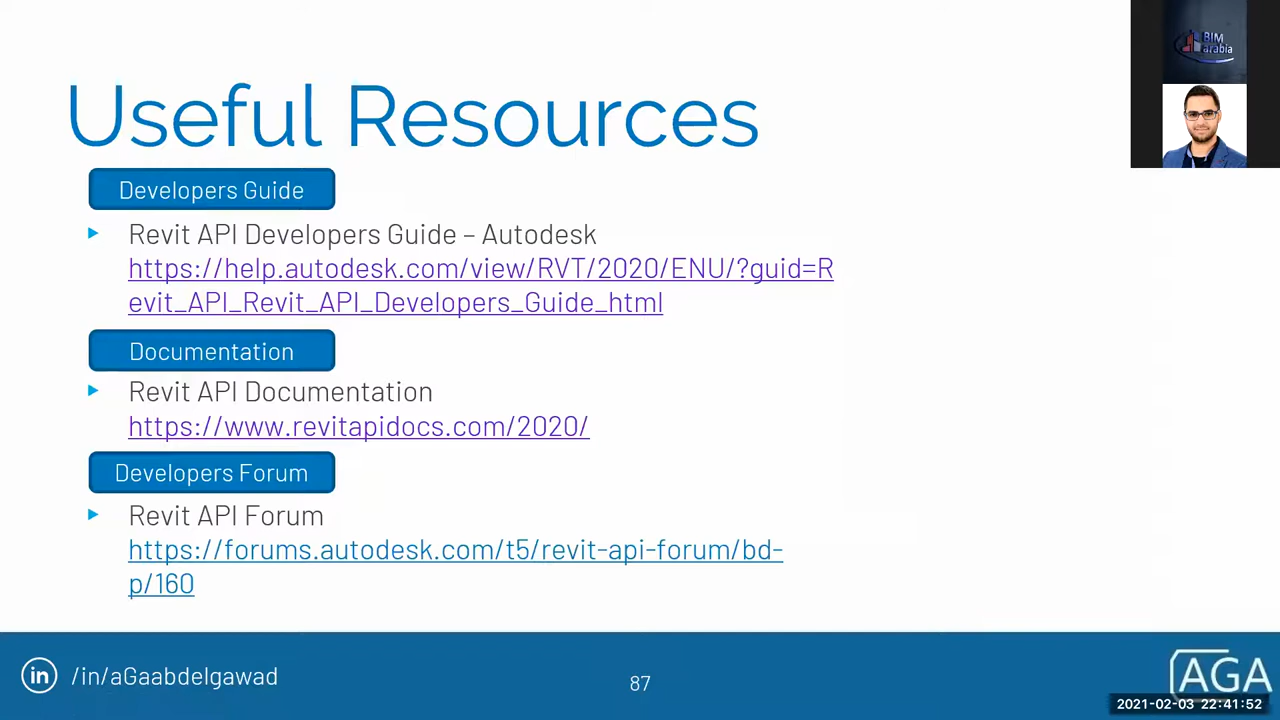 BIM
arabia
Useful Resources
Developers Guide
Revit API Developers Guide – Autodesk
https://help.autodesk.com/view/RVT/2020/ENU/?guid=R
evit_API_Revit_API_Developers_Guide_html
Documentation
Revit API Documentation
https://www.revitapidocs.com/2020/
Developers Forum
Revit API Forum
https://forums.autodesk.com/t5/revit-api-forum/bd-
p/160
in /in/aGaabdelgawad
87
AGA
2021-02-03 22:41:52